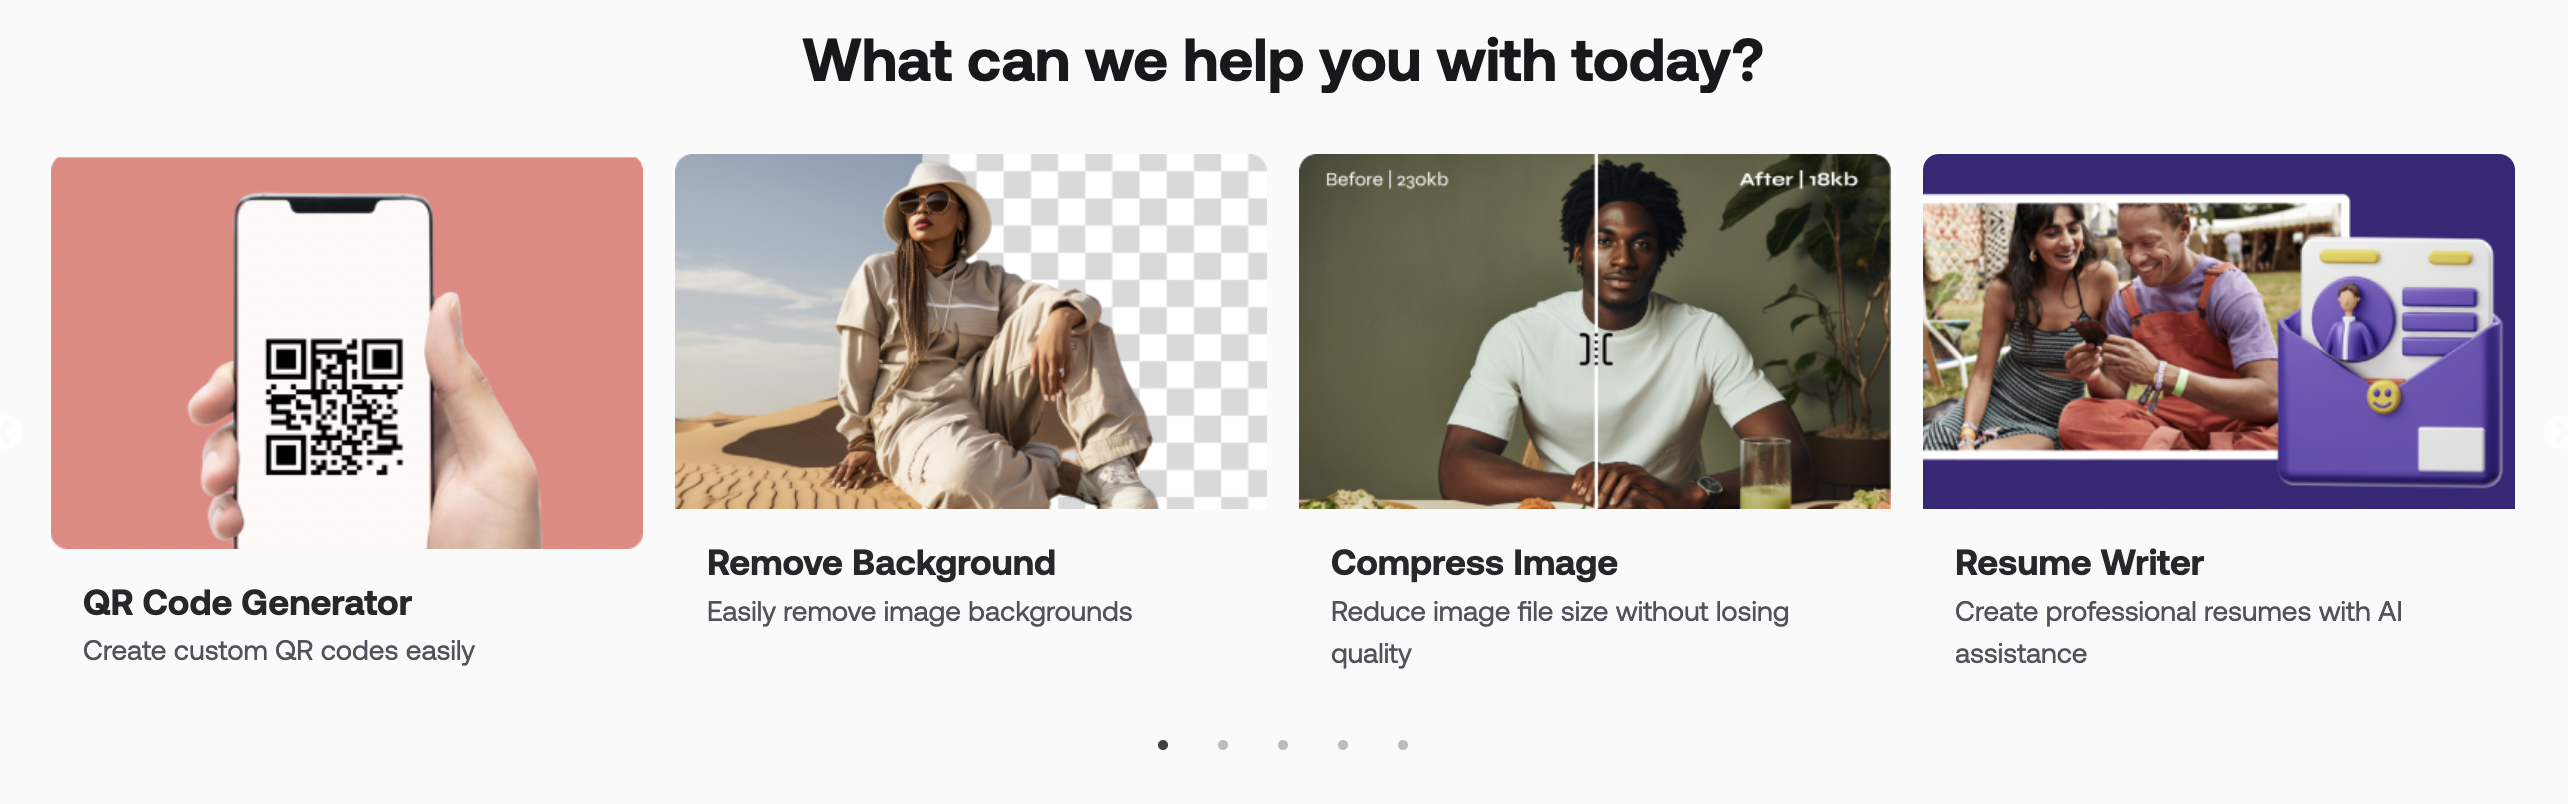 What can we help you with today?
Before | 230kb
After | 18kb
QR Code Generator
Create custom QR codes easily
Remove Background
Easily remove image backgrounds
Compress Image
Reduce image file size without losing
quality
Resume Writer
Create professional resumes with AI
assistance